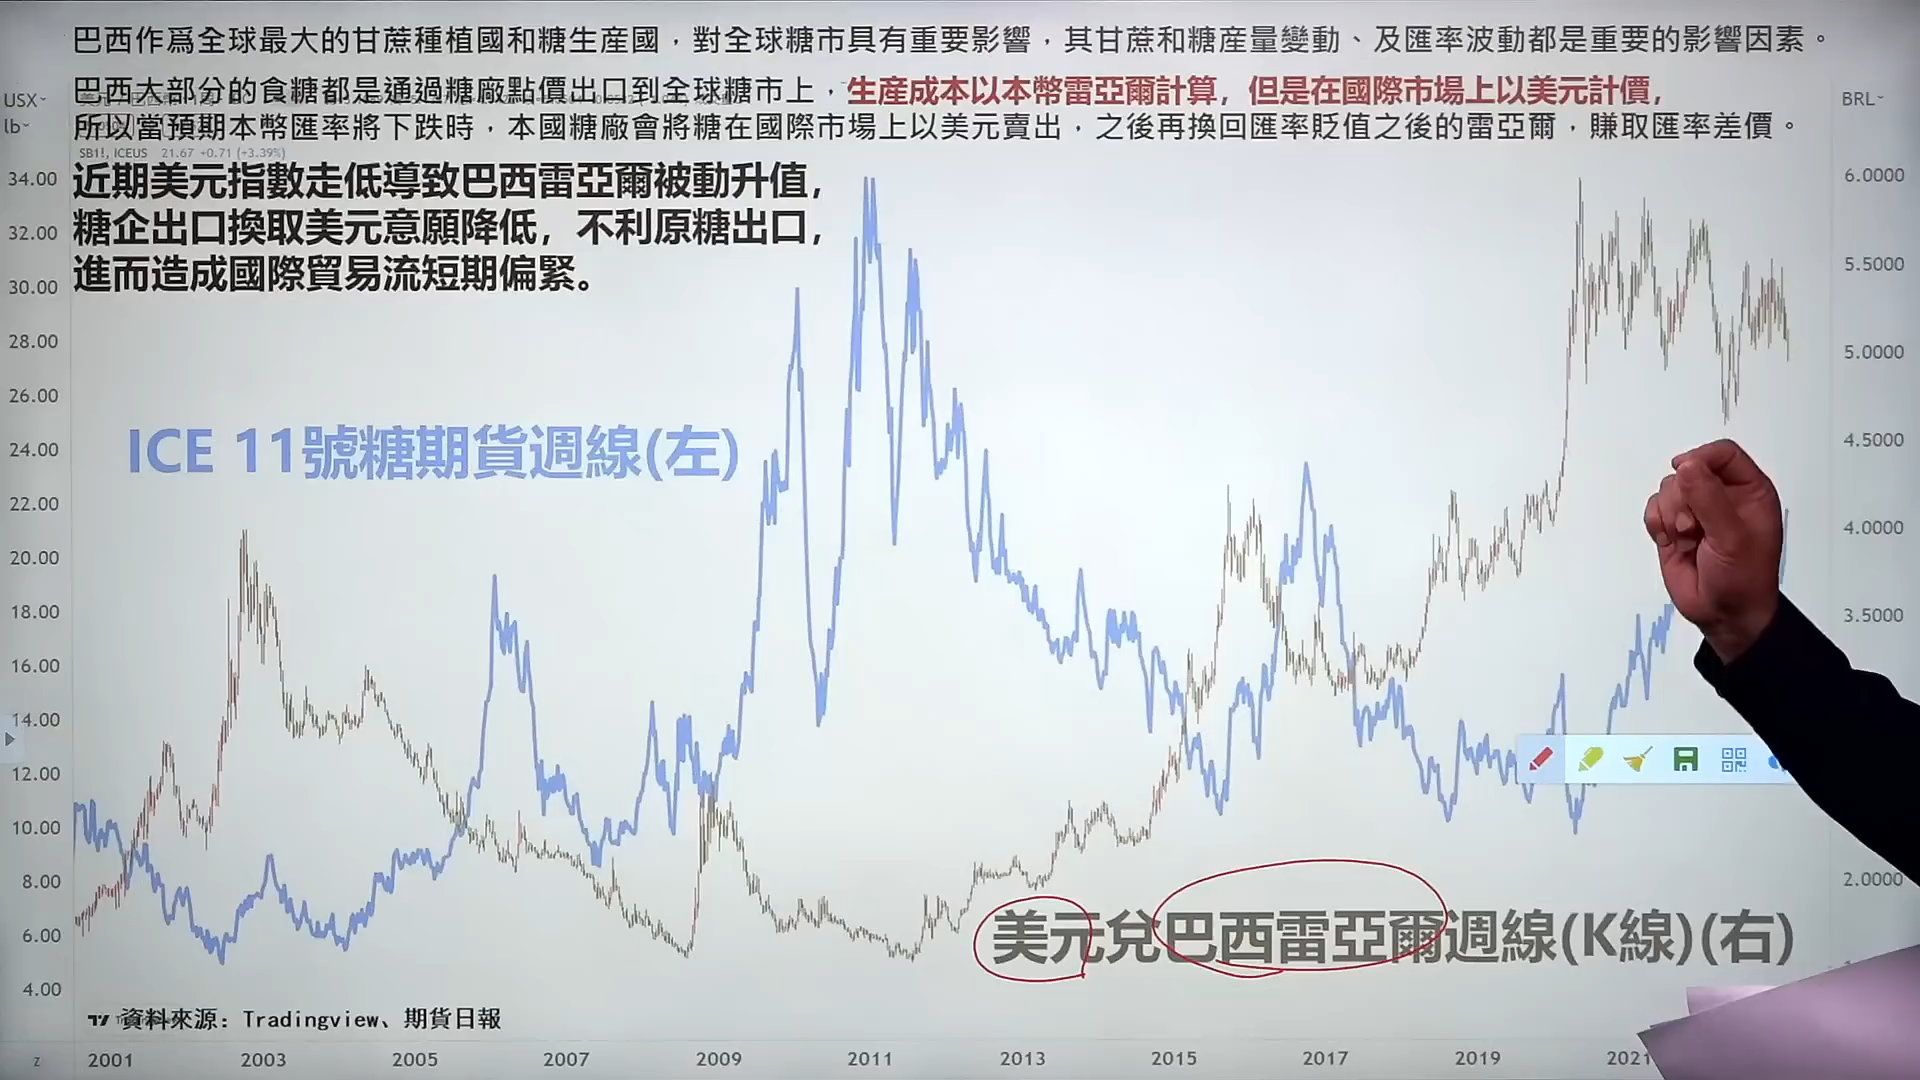 巴西作爲全球最大的甘蔗種植國和糖生産國，對全球糖市具有重要影響，其甘蔗和糖産量變動、及匯率波動都是重要的影響因素。
巴西大部分的食糖都是通過糖廠點價出口到全球糖市上，生産成本以本幣雷亞爾計算，但是在國際市場上以美元計價，
所以當預期本幣匯率將下跌時，本國糖廠會將糖在國際市場上以美元賣出，之後再換回匯率貶值之後的雷亞爾，賺取匯率差價。
SB1!, ICEUS 21.67 +0.71 (+3.39%)
近期美元指數走低導致巴西雷亞爾被動升值，
糖企出口換取美元意願降低，不利原糖出口，
進而造成國際貿易流短期偏緊。
USX
lb
34.00
32.00
30.00
28.00
26.00
24.00
22.00
20.00
18.00
16.00
14.00
12.00
10.00
8.00
6.00
4.00
BRL
6.0000
5.5000
5.0000
4.5000
4.0000
3.5000
2.0000
ICE 11號糖期貨週線(左)
美元兌巴西雷亞爾週線(K線)(右)
資料來源：Tradingview、期貨日報
z 2001 2003 2005 2007 2009 2011 2013 2015 2017 2019 2021